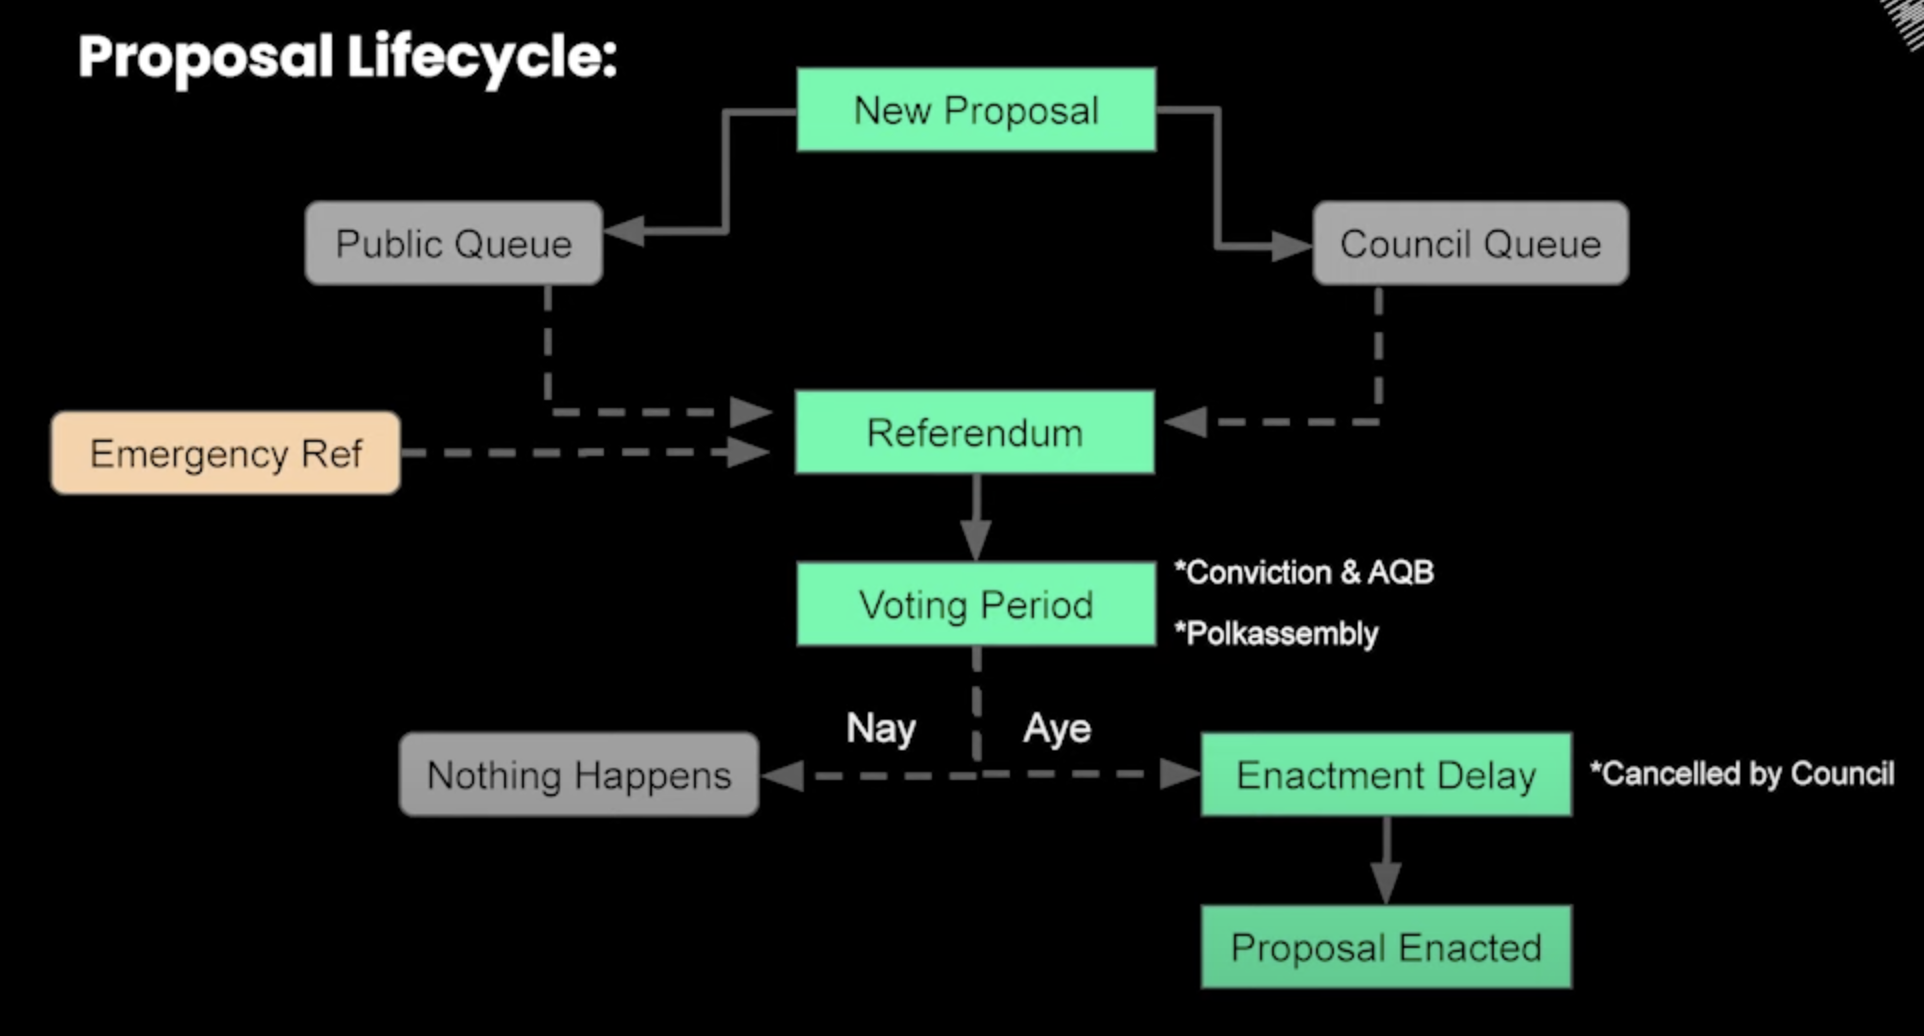 Proposal Lifecycle:
New Proposal
Public Queue
Council Queue
Emergency Ref
Referendum
Voting Period
*Conviction & AQB
*Polkassembly
Nay
Aye
Nothing Happens
Enactment Delay
*Cancelled by Council
Proposal Enacted